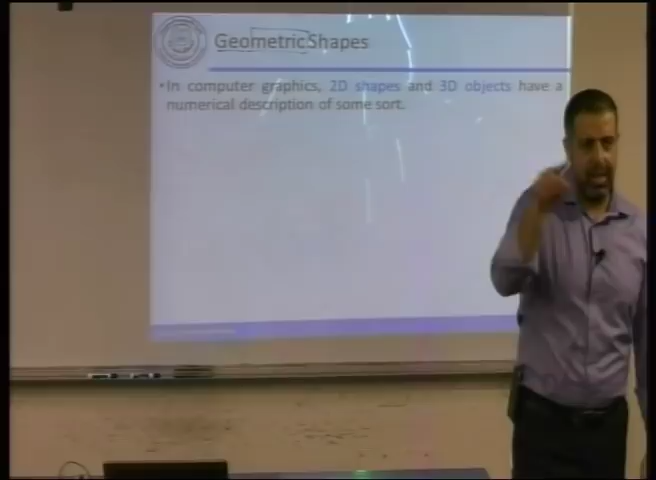 Geometric Shapes
•In computer graphics, 2D shapes and 3D objects have a
numerical description of some sort.